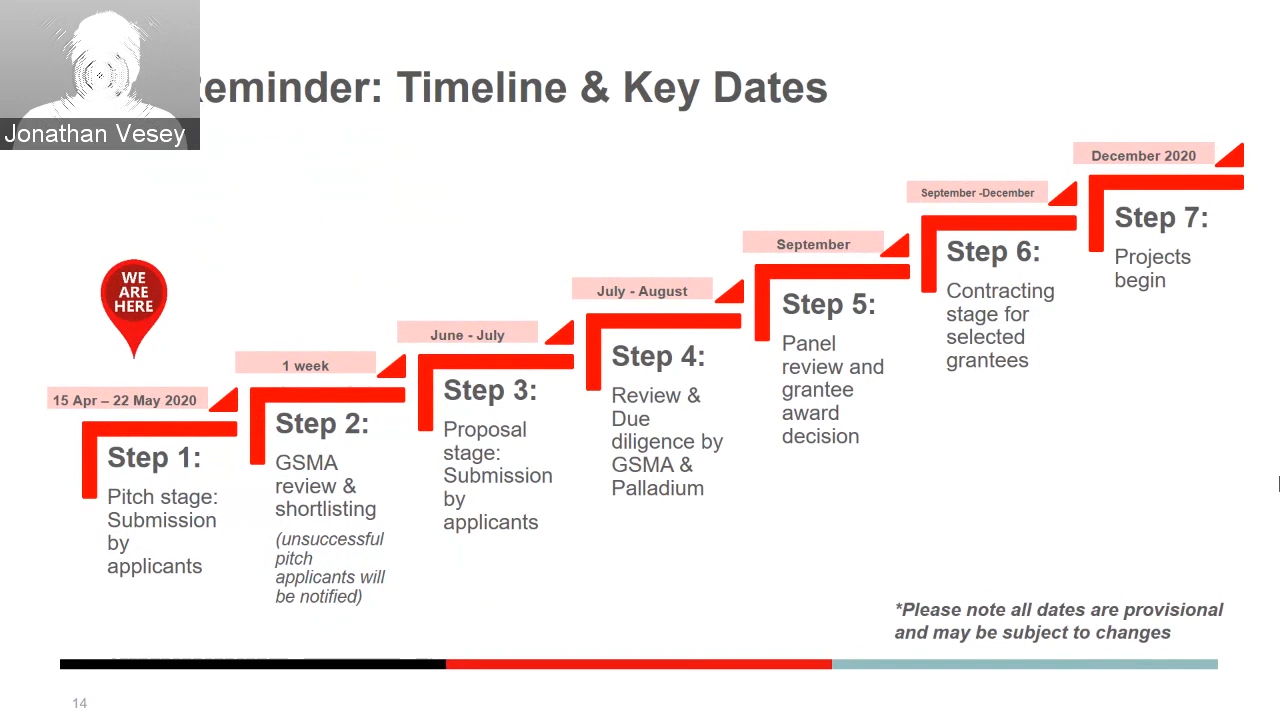 Jonathan Vesey
Reminder: Timeline & Key Dates
WE
ARE
HERE
15 Apr – 22 May 2020
Step 1:
Pitch stage:
Submission
by
applicants
1 week
Step 2:
GSMA
review &
shortlisting
(unsuccessful
pitch
applicants will
be notified)
June - July
Step 3:
Proposal
stage:
Submission
by
applicants
July - August
Step 4:
Review &
Due
diligence by
GSMA &
Palladium
September
Step 5:
Panel
review and
grantee
award
decision
September -December
Step 6:
Contracting
stage for
selected
grantees
December 2020
Step 7:
Projects
begin
*Please note all dates are provisional
and may be subject to changes
14